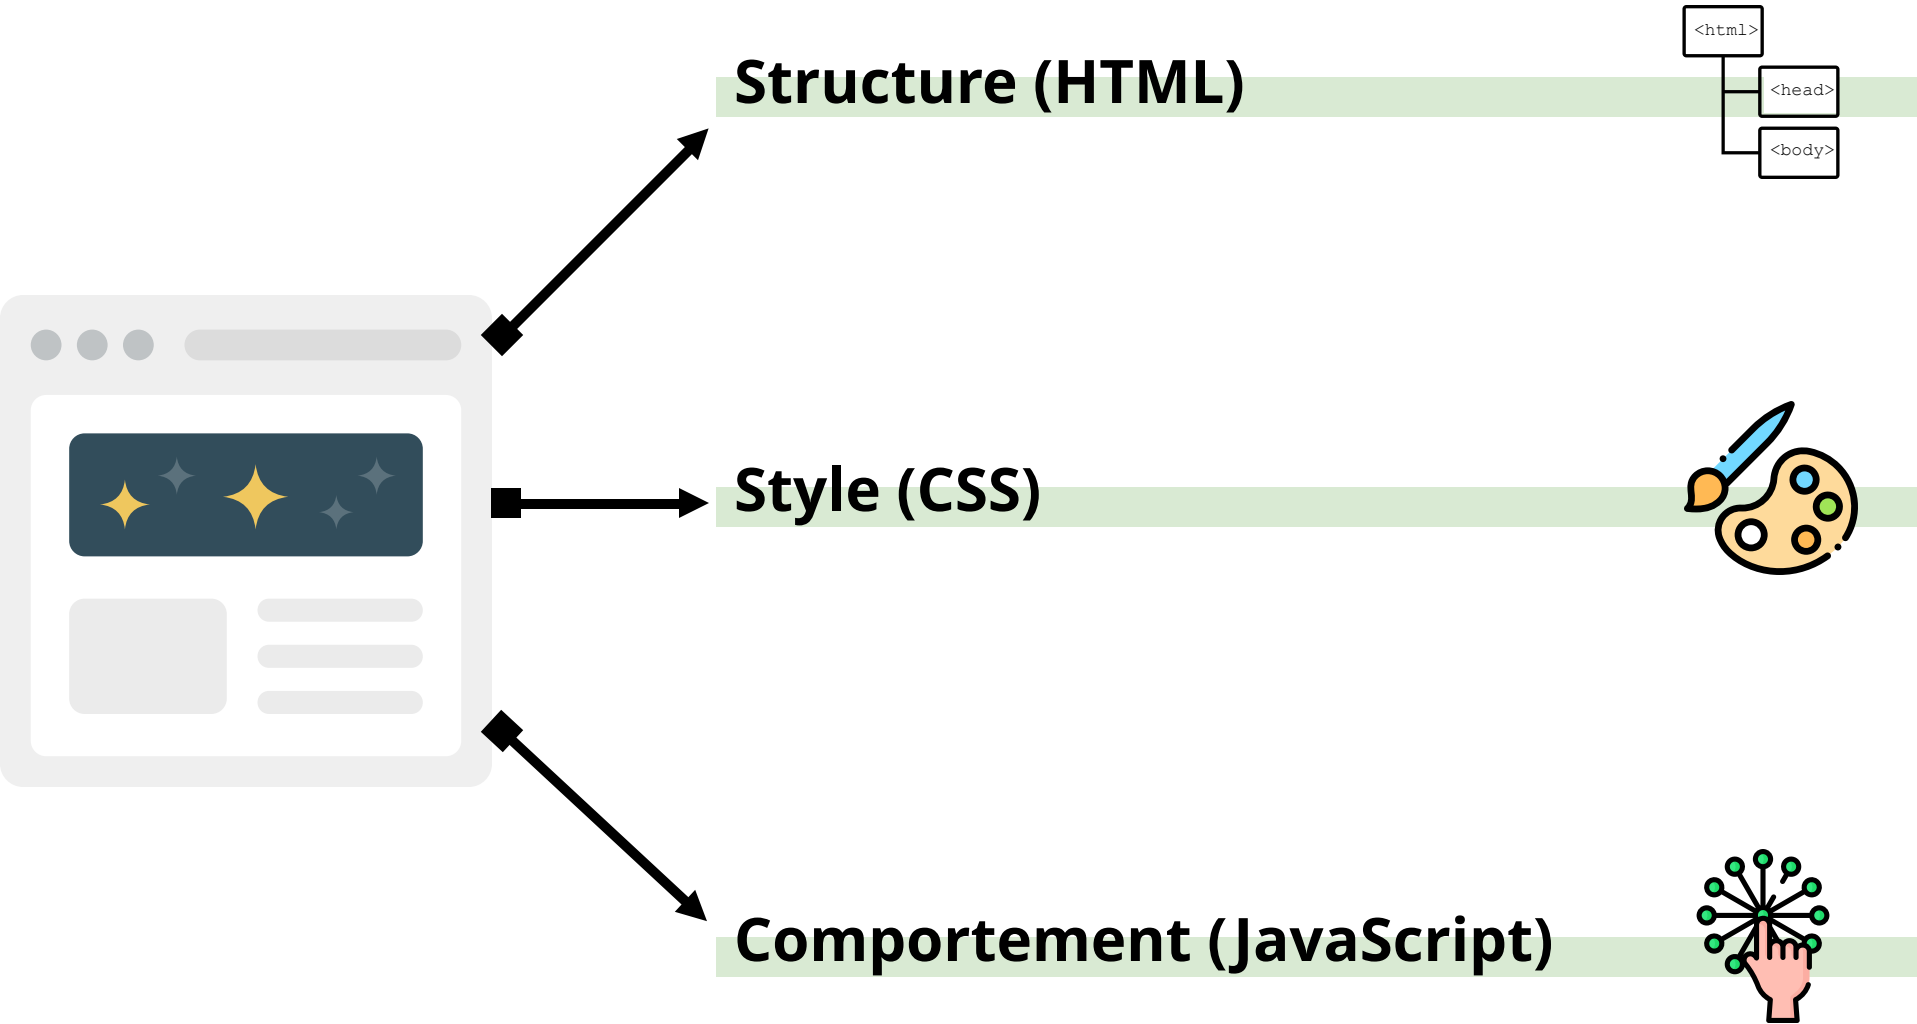 Structure (HTML)
<html>
<head>
<body>
Style (CSS)
Comportement (JavaScript)